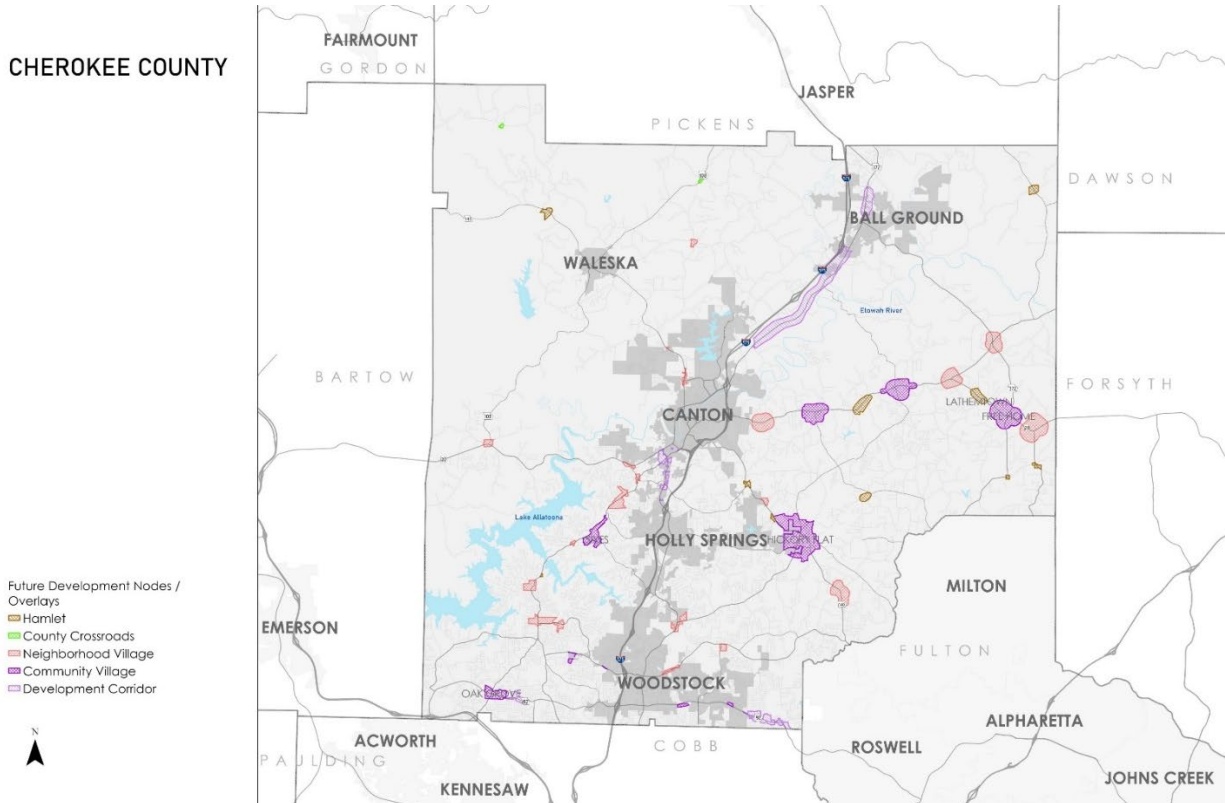 CHEROKEE COUNTY
FAIRMOUNT
GORDON
JASPER
PICKENS
DAWSON
BALL GROUND
WALESKA
Etowah River
BARTOW
FORSYTH
LATHEMTOWN
FREE HOME
CANTON
Lake Allatoona
HOLLY SPRINGS
HICKORY FLAT
MILTON
Future Development Nodes /
Overlays
Hamlet
County Crossroads
Neighborhood Village
Community Village
Development Corridor
EMERSON
FULTON
WOODSTOCK
OAK GROVE
ALPHARETTA
N
ACWORTH
COBB
ROSWELL
PAULDING
KENNESAW
JOHNS CREEK